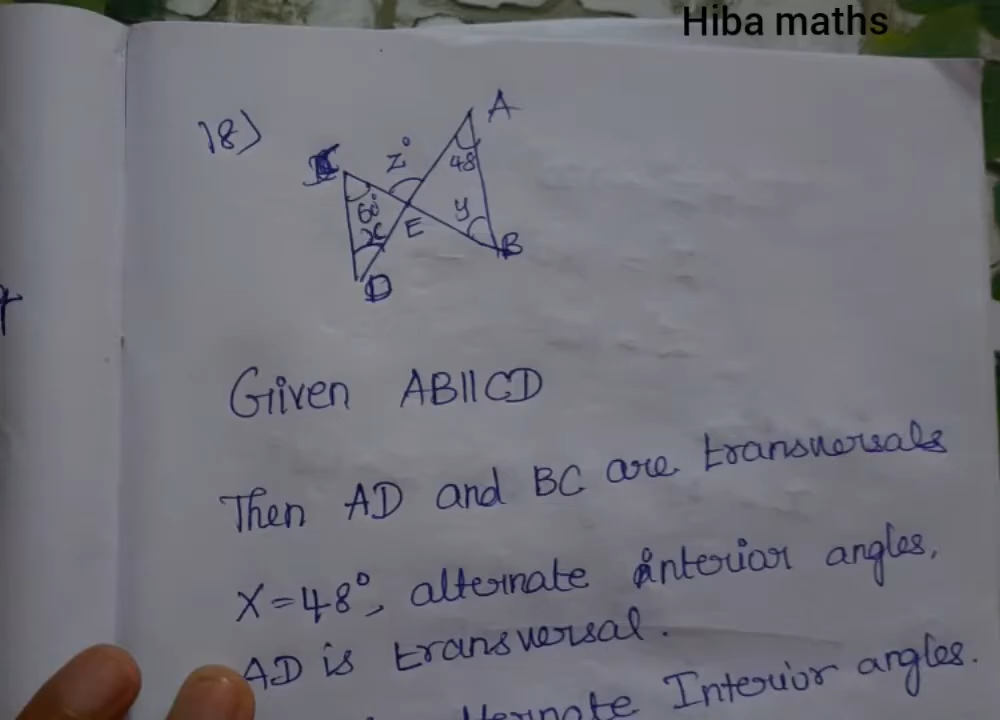 Hiba maths
18)
A
Z°
48
60°
y
x
E
B
D
Given AB||CD
Then AD and BC are transversals
X=48°, alternate interior angles,
AD is transversal.
Interior angles.